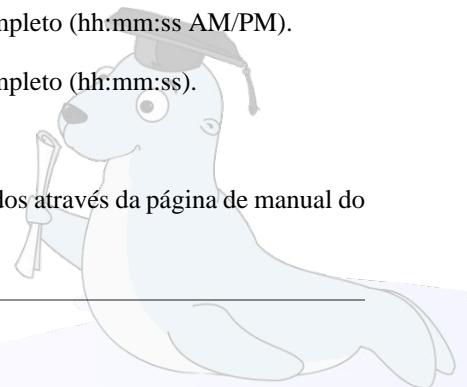 mpleto (hh:mm:ss AM/PM).
mpleto (hh:mm:ss).
dos através da página de manual do